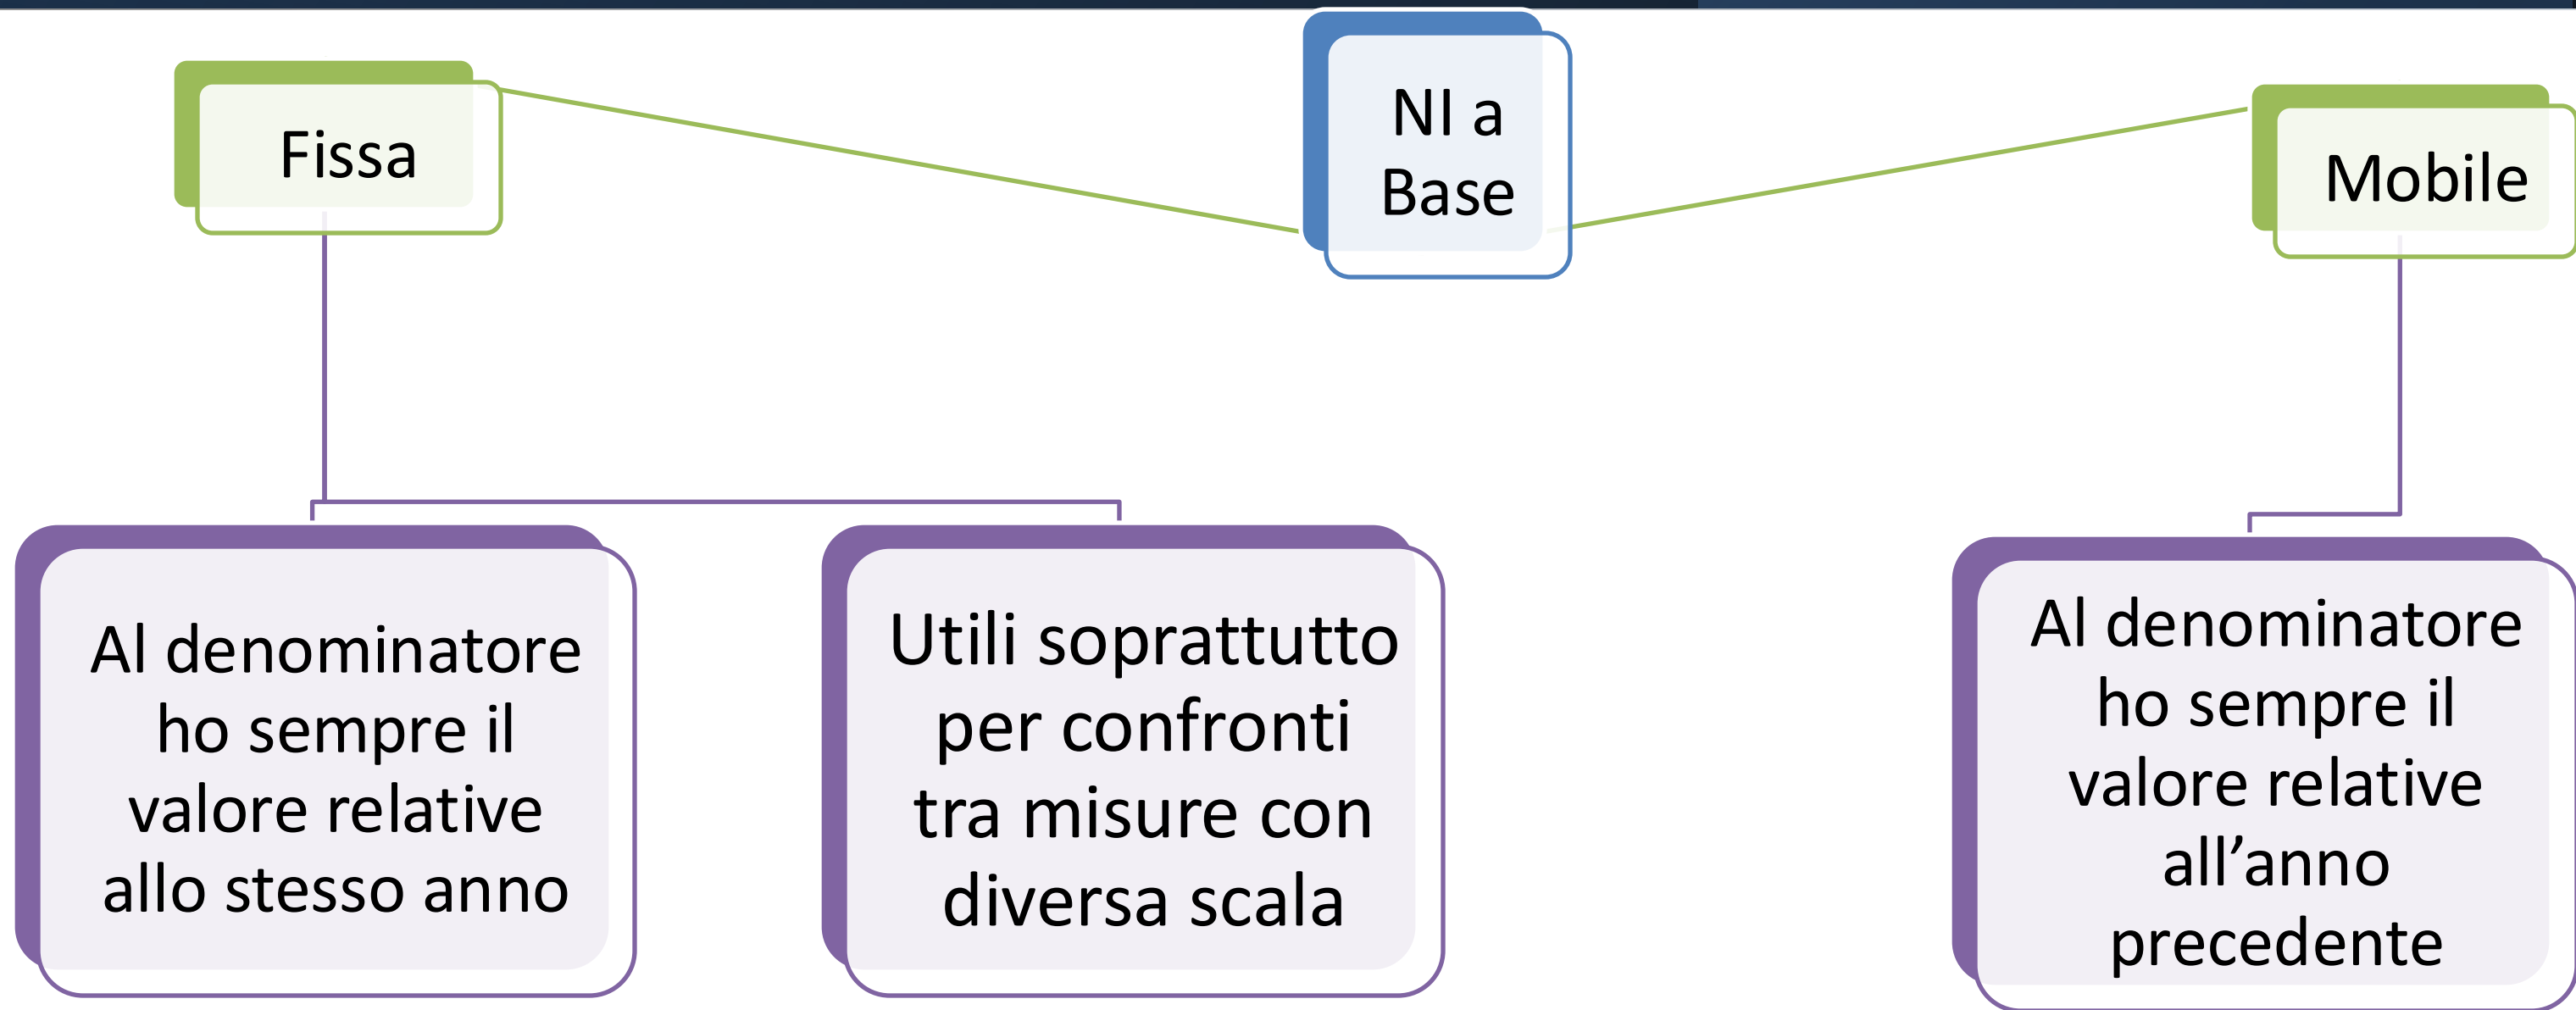 NI a
Base
Fissa
Mobile
Al denominatore
ho sempre il
valore relative
allo stesso anno
Utili soprattutto
per confronti
tra misure con
diversa scala
Al denominatore
ho sempre il
valore relative
all’anno
precedente